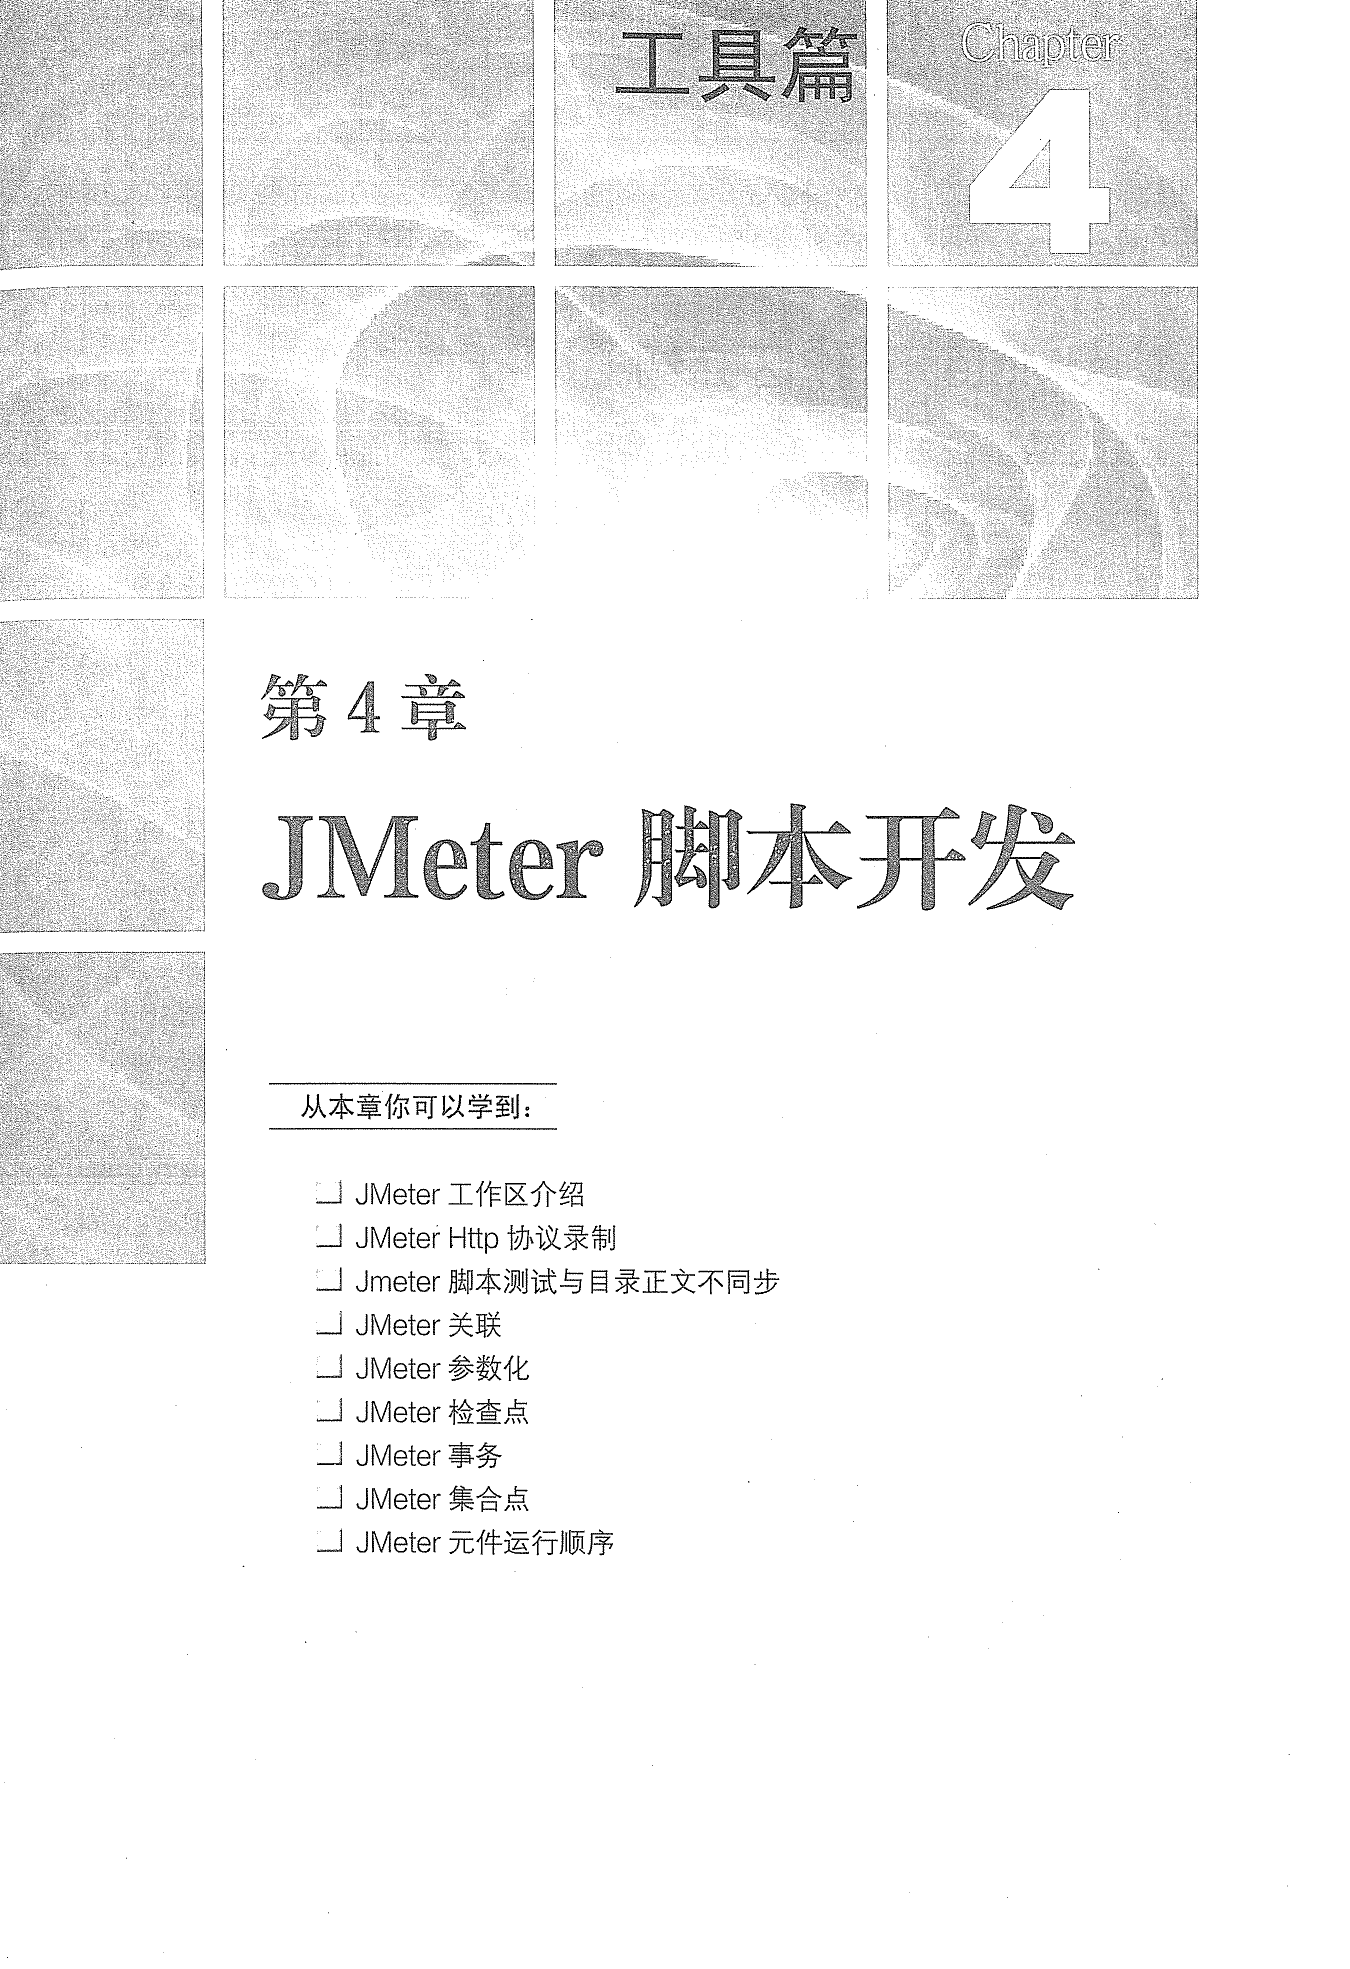 工具篇
Chapter
4
第 4 章
JMeter 脚本开发
从本章你可以学到：
JMeter 工作区介绍
JMeter Http 协议录制
Jmeter 脚本测试与目录正文不同步
JMeter 关联
JMeter 参数化
JMeter 检查点
JMeter 事务
JMeter 集合点
JMeter 元件运行顺序